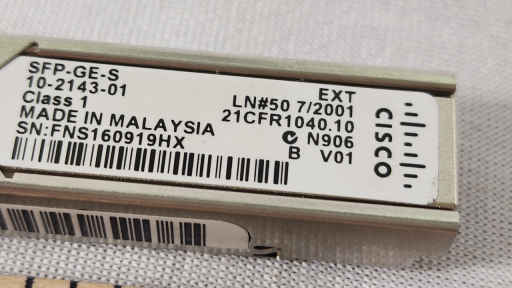 SFP-GE-S
10-2143-01
Class 1
MADE IN MALAYSIA
SN:FNS160919HX
EXT
LN#50 7/2001
21CFR1040.10
N906
B V01
CISCO